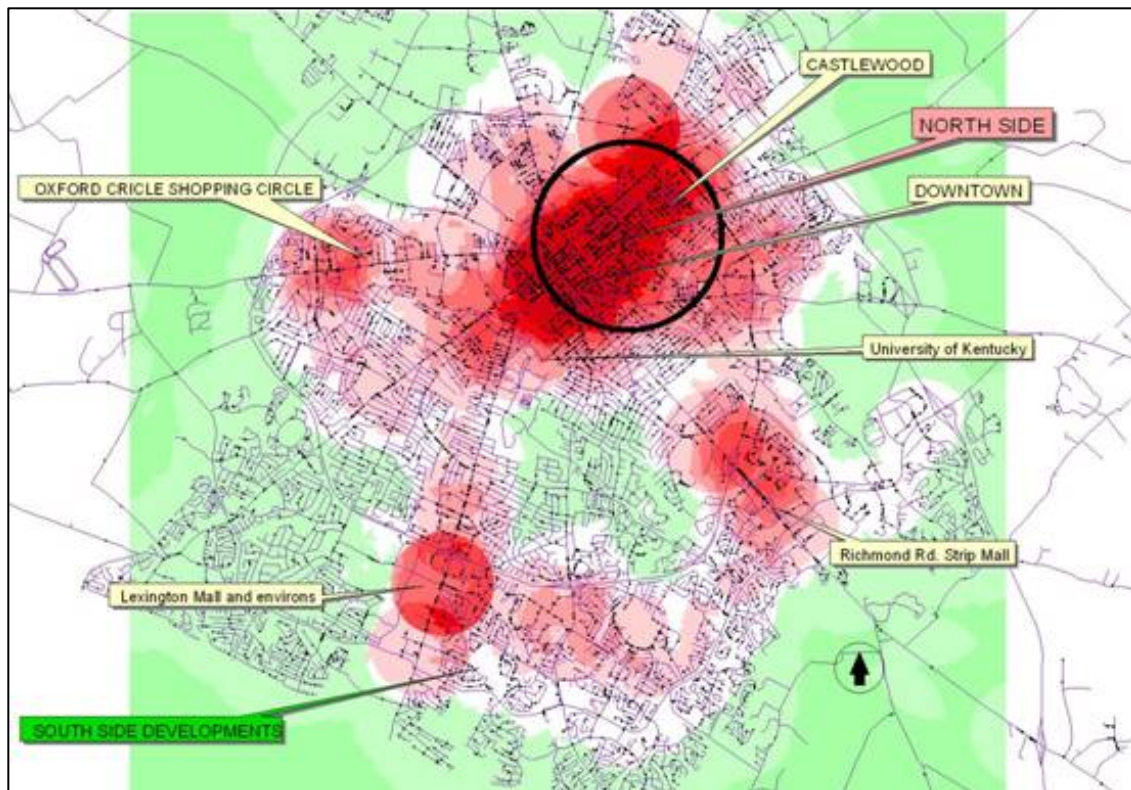 CASTLEWOOD
NORTH SIDE
OXFORD CRICLE SHOPPING CIRCLE
DOWNTOWN
University of Kentucky
Richmond Rd. Strip Mall
Lexington Mall and environs
SOUTH SIDE DEVELOPMENTS